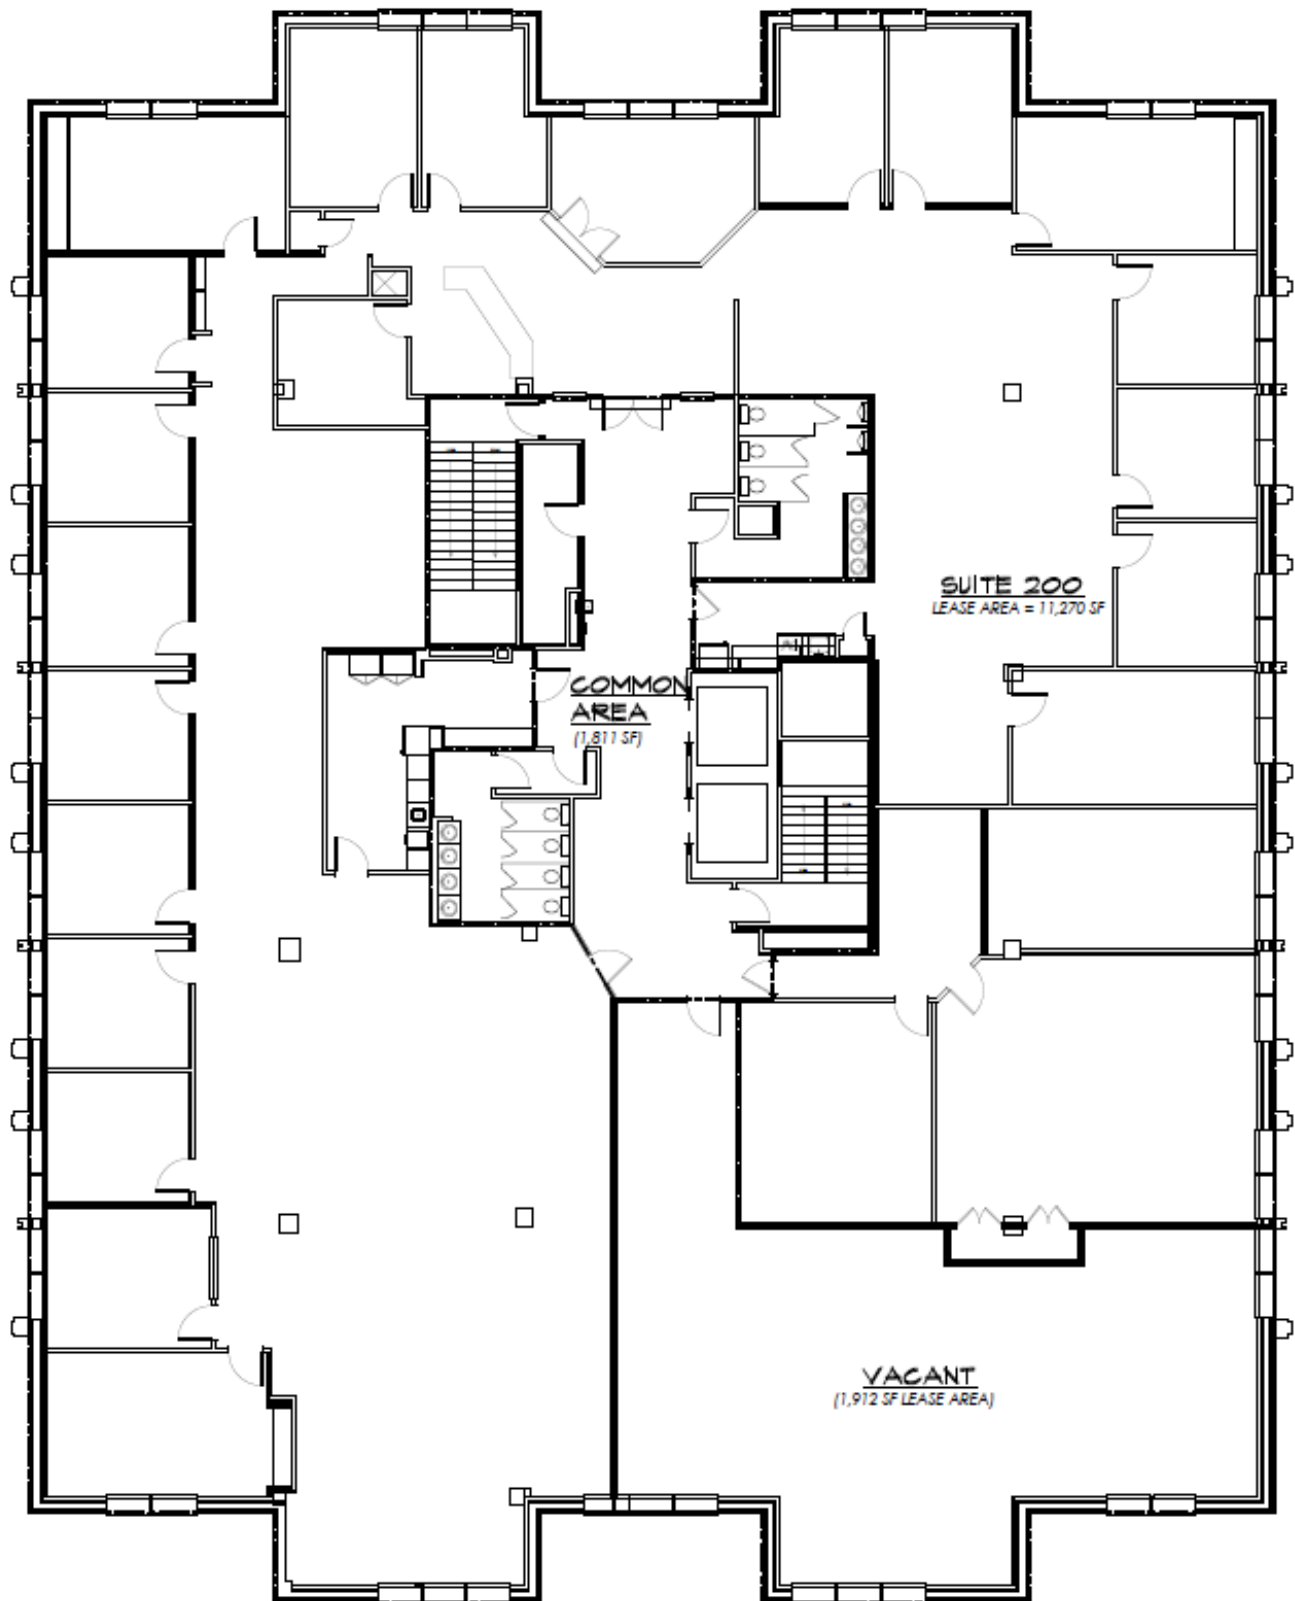 SUITE 200
LEASE AREA = 11,270 SF
COMMON
AREA
(1,811 SF)
VACANT
(1,912 SF LEASE AREA)